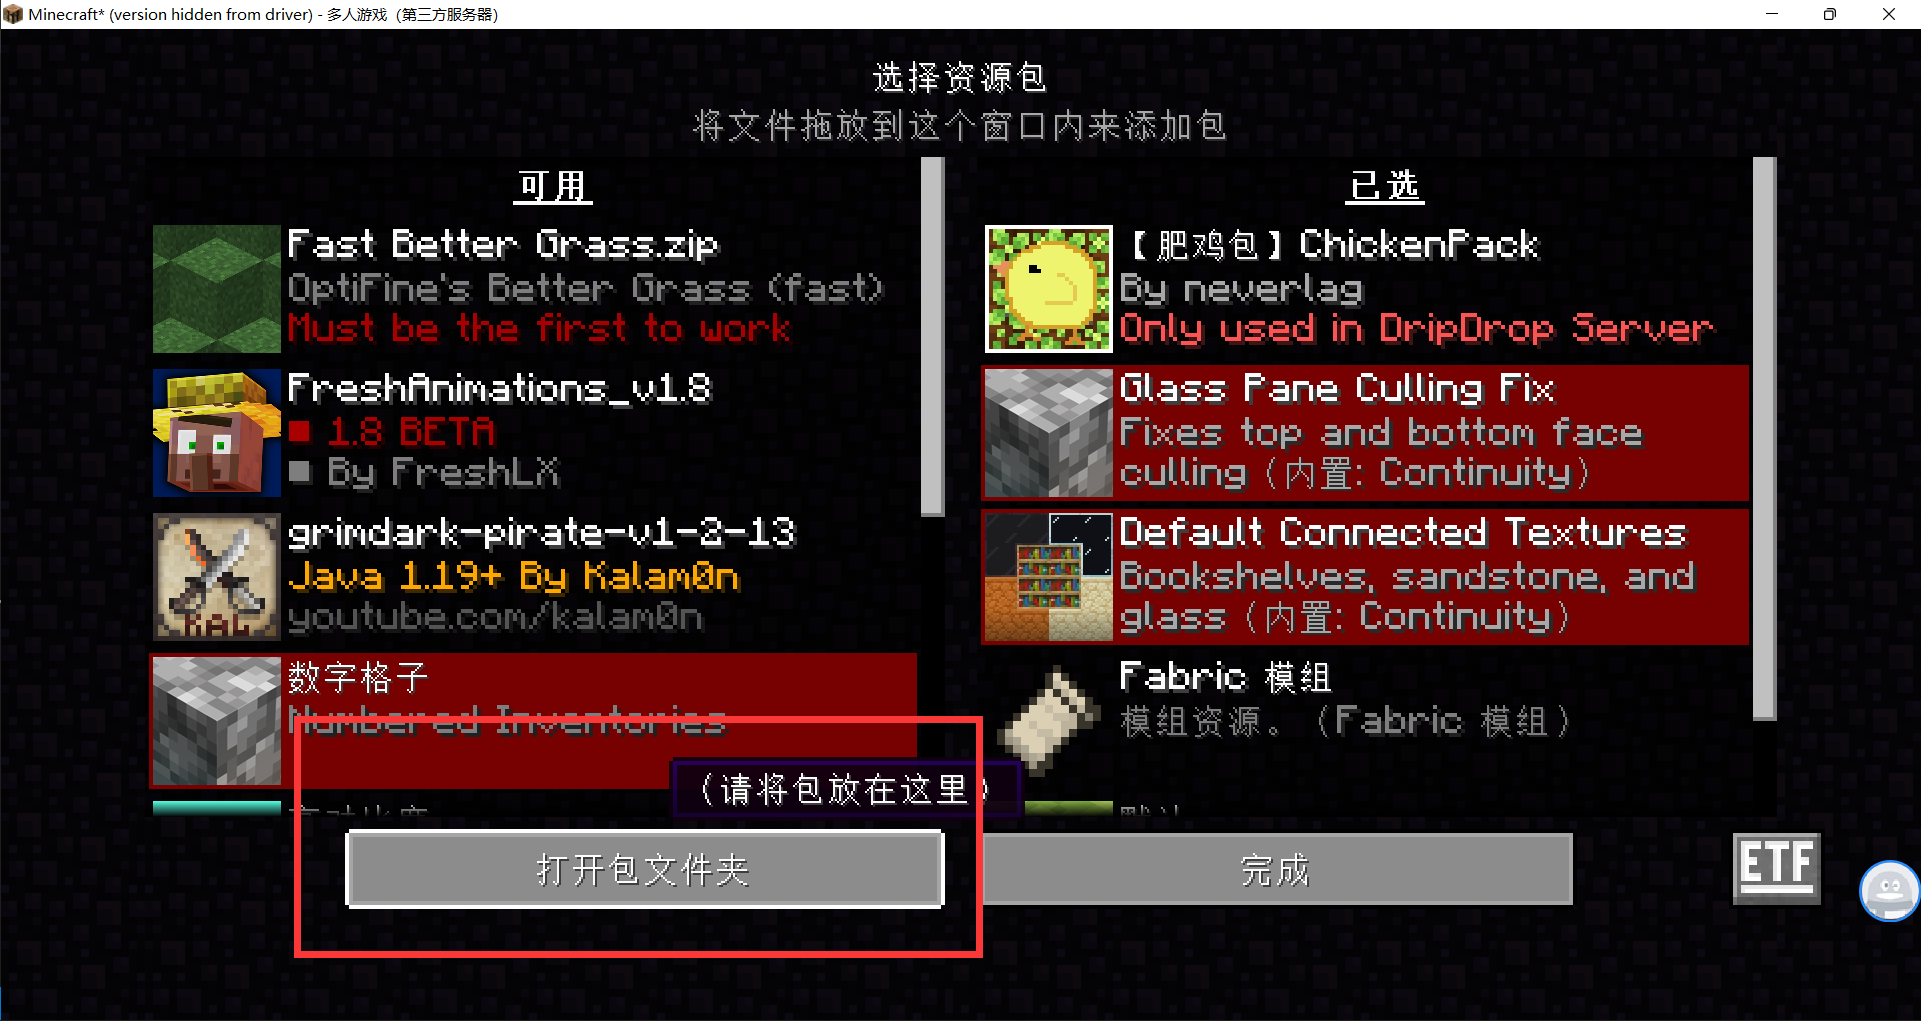 Minecraft* (version hidden from driver) - 多人游戏（第三方服务器）
选择资源包
将文件拖放到这个窗口内来添加包
可用
Fast Better Grass.zip
OptiFine's Better Grass (fast)
Must be the first to work
FreshAnimations_v1.8
1.8 BETA
By FreshLX
grimdark-pirate-v1-2-13
Java 1.19+ By Kalam0n
youtube.com/kalam0n
KAL
数字格子
Numbered Inventories
已选
【肥鸡包】ChickenPack
By neverlag
Only used in DripDrop Server
Glass Pane Culling Fix
Fixes top and bottom face
culling（内置: Continuity）
Default Connected Textures
Bookshelves, sandstone, and
glass（内置: Continuity）
Fabric 模组
模组资源。（Fabric 模组）
默认
（请将包放在这里）
打开包文件夹
完成
ETF